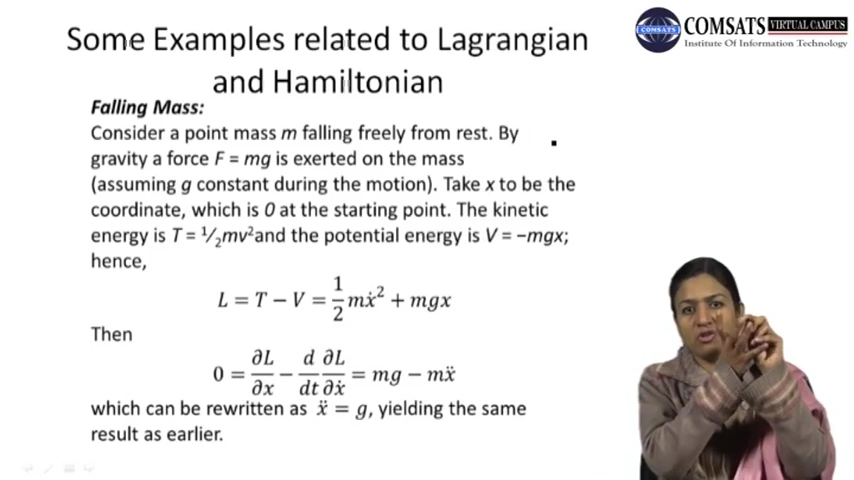 COMSATS VIRTUAL CAMPUS
COMSATS
Institute Of Information Technology
Some Examples related to Lagrangian
and Hamiltonian
Falling Mass:
Consider a point mass m falling freely from rest. By
gravity a force F = mg is exerted on the mass
(assuming g constant during the motion). Take x to be the
coordinate, which is 0 at the starting point. The kinetic
energy is T = ¹/₂mv²and the potential energy is V = −mgx;
hence,
L = T − V = 1/2 mẋ² + mgx
Then
0 = ∂L/∂x − d/dt ∂L/∂ẋ = mg − mẍ
which can be rewritten as ẍ = g, yielding the same
result as earlier.